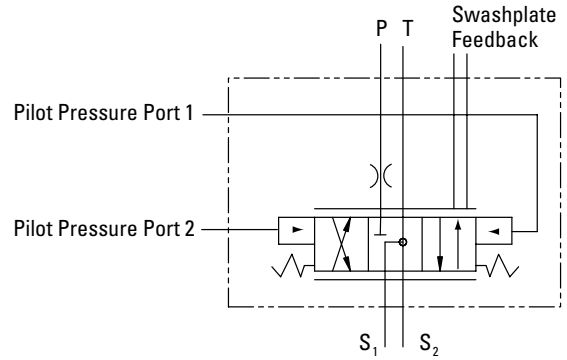 Swashplate
Feedback
P T
Pilot Pressure Port 1
Pilot Pressure Port 2
S₁ S₂